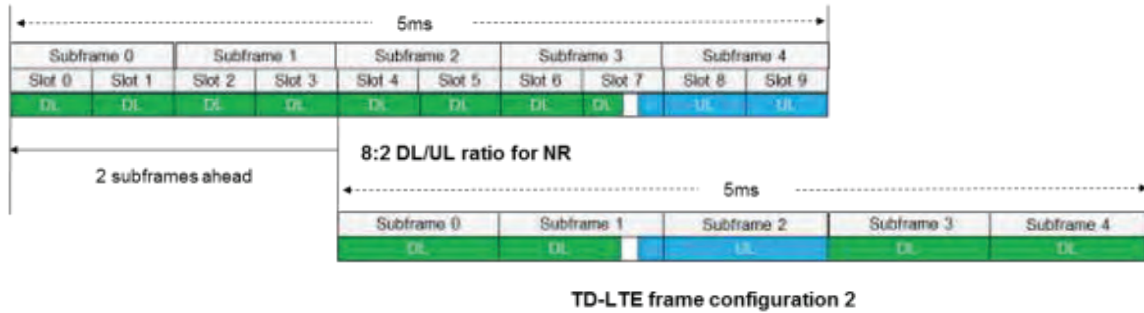 5ms
Subframe 0 Subframe 1 Subframe 2 Subframe 3 Subframe 4
Slot 0 Slot 1 Slot 2 Slot 3 Slot 4 Slot 5 Slot 6 Slot 7 Slot 8 Slot 9
DL DL DL DL DL DL DL DL UL UL
8:2 DL/UL ratio for NR
2 subframes ahead
5ms
Subframe 0 Subframe 1 Subframe 2 Subframe 3 Subframe 4
DL DL UL DL DL
TD-LTE frame configuration 2